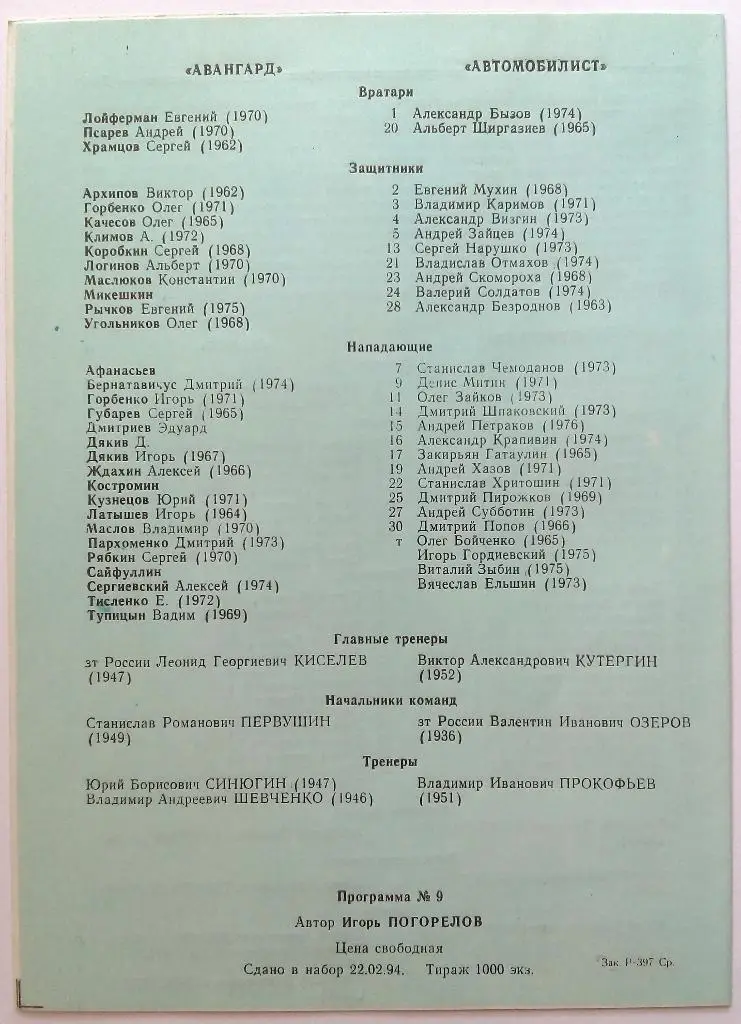 «АВАНГАРД»
«АВТОМОБИЛИСТ»
Вратари
Лойферман Евгений (1970)
Псарев Андрей (1970)
Храмцов Сергей (1962)
1 Александр Бызов (1974)
20 Альберт Ширгазиев (1965)
Защитники
Архипов Виктор (1962)
Горбенко Олег (1971)
Качесов Олег (1965)
Климов А. (1972)
Коробкин Сергей (1968)
Логинов Альберт (1970)
Маслюков Константин (1970)
Микешкин
Рычков Евгений (1975)
Угольников Олег (1968)
2 Евгений Мухин (1968)
3 Владимир Каримов (1971)
4 Александр Визгин (1973)
5 Андрей Зайцев (1974)
13 Сергей Нарушко (1973)
21 Владислав Отмахов (1974)
23 Андрей Скомороха (1968)
24 Валерий Солдатов (1974)
28 Александр Безроднов (1963)
Нападающие
Афанасьев
Бернатавичус Дмитрий (1974)
Горбенко Игорь (1971)
Губарев Сергей (1965)
Дмитриев Эдуард
Дякив Д.
Дякив Игорь (1967)
Ждахин Алексей (1966)
Костромин
Кузнецов Юрий (1971)
Латышев Игорь (1964)
Маслов Владимир (1970)
Пархоменко Дмитрий (1973)
Рябкин Сергей (1970)
Сайфуллин
Сергиевский Алексей (1974)
Тисленко Е. (1972)
Тупицын Вадим (1969)
7 Станислав Чемоданов (1973)
9 Денис Митин (1971)
11 Олег Зайков (1973)
14 Дмитрий Шпаковский (1973)
15 Андрей Петраков (1976)
16 Александр Крапивин (1974)
17 Закирьян Гатаулин (1965)
19 Андрей Хазов (1971)
22 Станислав Хритошин (1971)
25 Дмитрий Пирожков (1969)
27 Андрей Субботин (1973)
30 Дмитрий Попов (1966)
т Олег Бойченко (1965)
Игорь Гордиевский (1975)
Виталий Зыбин (1975)
Вячеслав Ельшин (1973)
Главные тренеры
зт России Леонид Георгиевич КИСЕЛЕВ
(1947)
Виктор Александрович КУТЕРГИН
(1952)
Начальники команд
Станислав Романович ПЕРВУШИН
(1949)
зт России Валентин Иванович ОЗЕРОВ
(1936)
Тренеры
Юрий Борисович СИНЮГИН (1947)
Владимир Андреевич ШЕВЧЕНКО (1946)
Владимир Иванович ПРОКОФЬЕВ
(1951)
Программа № 9
Автор Игорь ПОГОРЕЛОВ
Цена свободная
Сдано в набор 22.02.94. Тираж 1000 экз.
Зак Р-397 Ср.